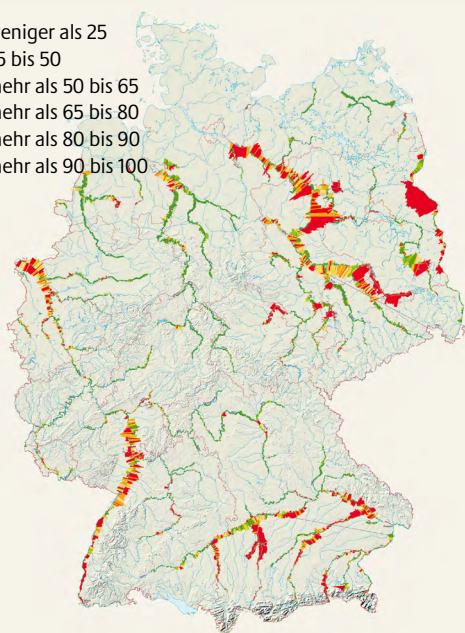 eniger als 25
5 bis 50
ehr als 50 bis 65
ehr als 65 bis 80
ehr als 80 bis 90
ehr als 90 bis 100